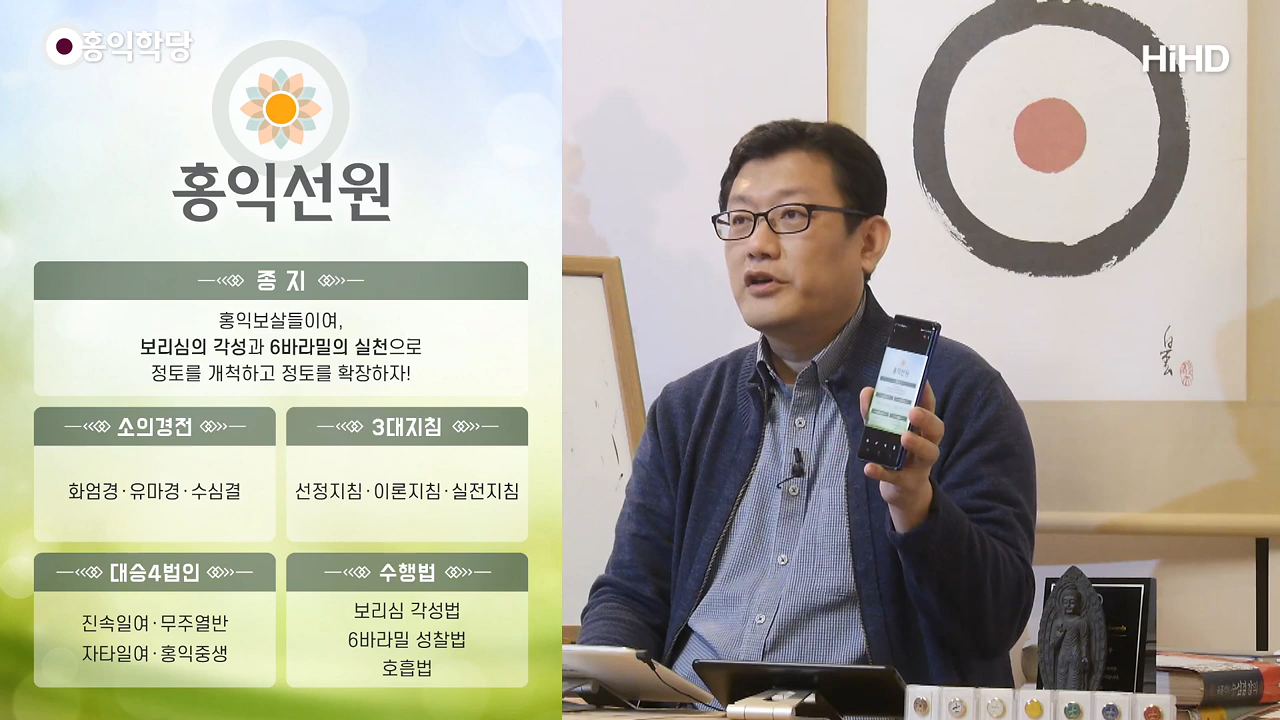 홍익학당
HiHD
홍익선원
종 지
홍익보살들이여,
보리심의 각성과 6바라밀의 실천으로
정토를 개척하고 정토를 확장하자!
소의경전
화엄경·유마경·수심결
3대지침
선정지침·이론지침·실전지침
대승4법인
진속일여·무주열반
자타일여·홍익중생
수행법
보리심 각성법
6바라밀 성찰법
호흡법
홍익선원